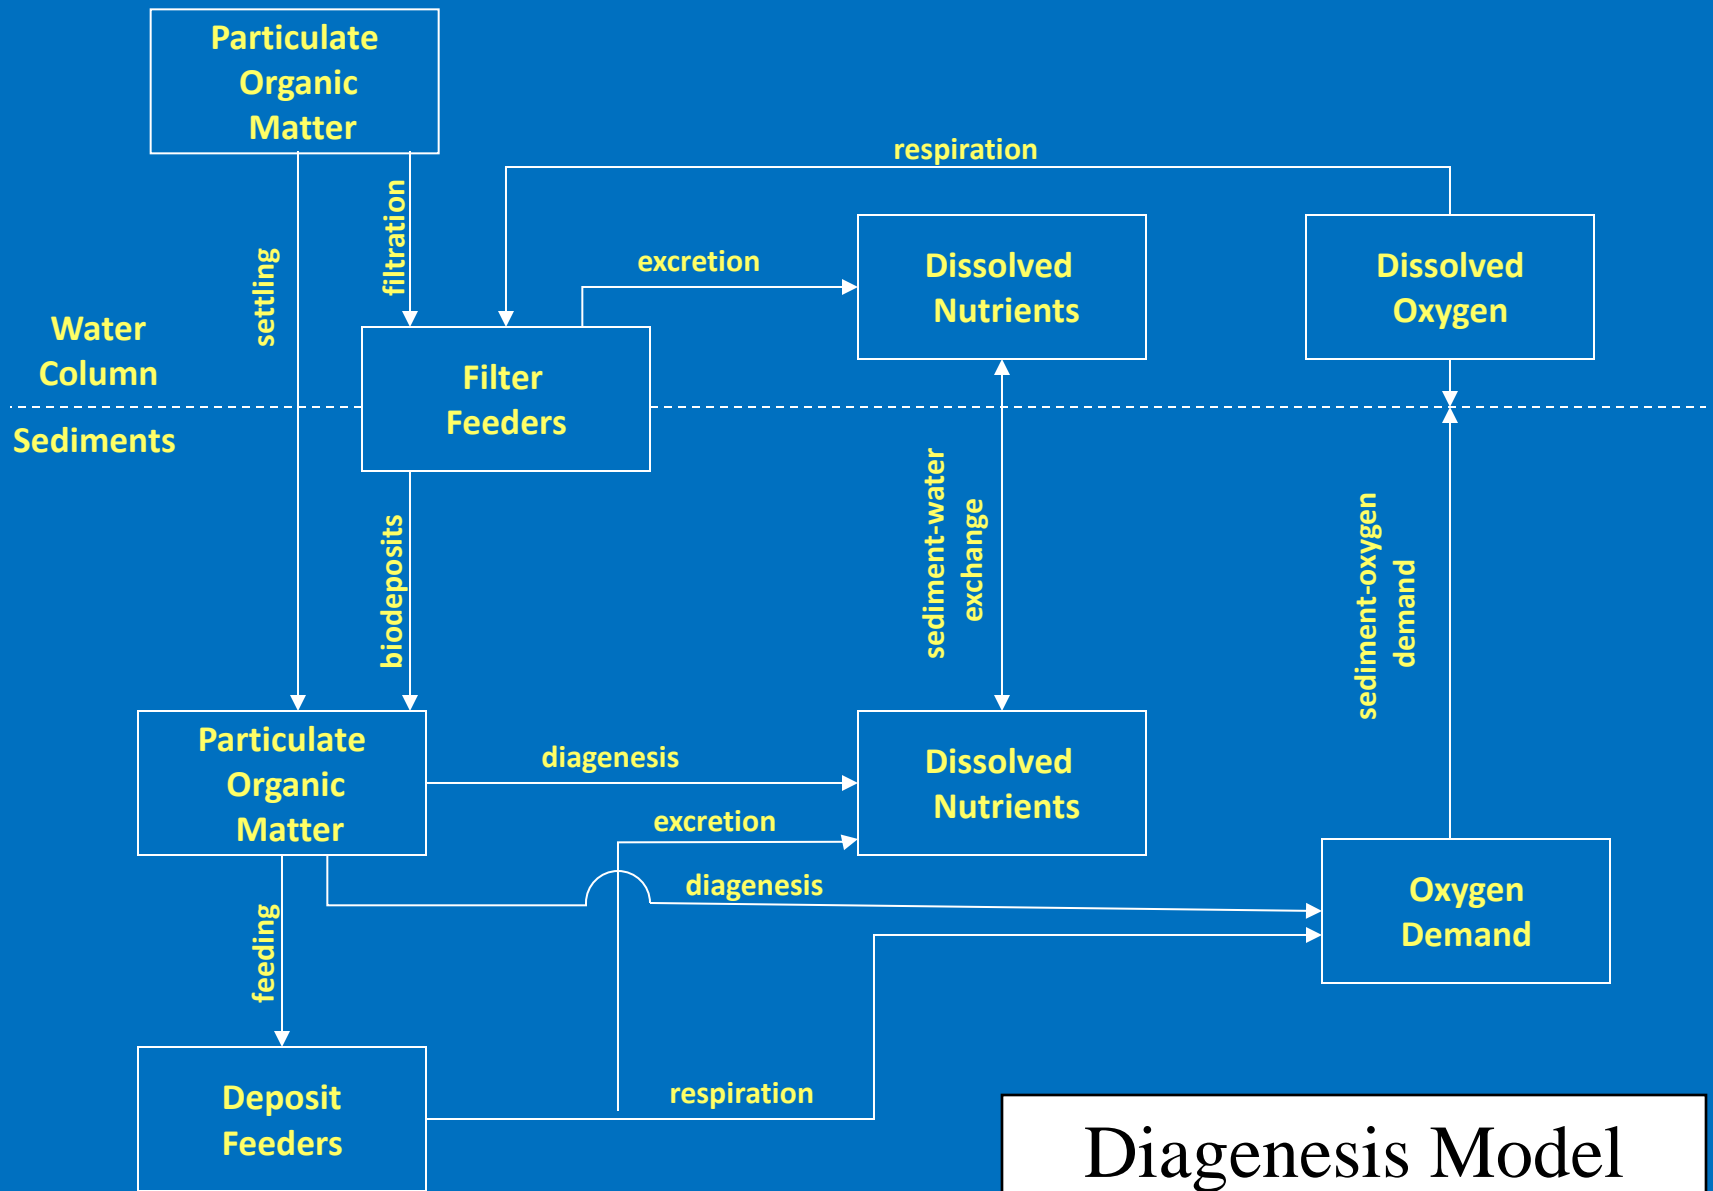 Particulate
Organic
Matter
respiration
filtration
settling
excretion
Dissolved
Nutrients
Dissolved
Oxygen
Water
Column
Filter
Feeders
Sediments
biodeposits
sediment-water
exchange
sediment-oxygen
demand
Particulate
Organic
Matter
diagenesis
Dissolved
Nutrients
excretion
diagenesis
Oxygen
Demand
feeding
Deposit
Feeders
respiration
Diagenesis Model